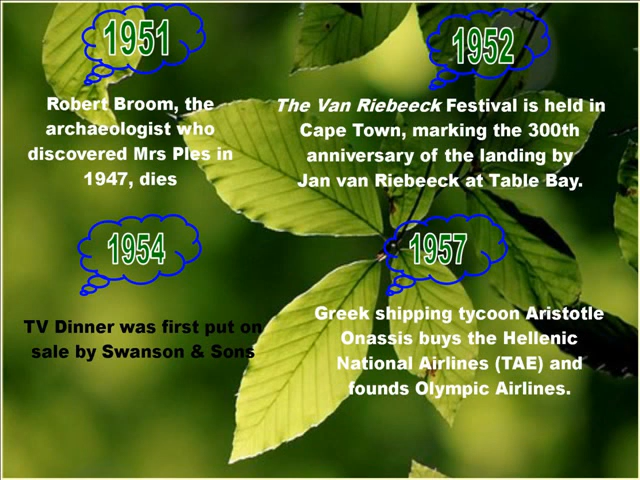 1951
Robert Broom, the
archaeologist who
discovered Mrs Ples in
1947, dies
1952
The Van Riebeeck Festival is held in
Cape Town, marking the 300th
anniversary of the landing by
Jan van Riebeeck at Table Bay.
1954
TV Dinner was first put on
sale by Swanson & Sons
1957
Greek shipping tycoon Aristotle
Onassis buys the Hellenic
National Airlines (TAE) and
founds Olympic Airlines.